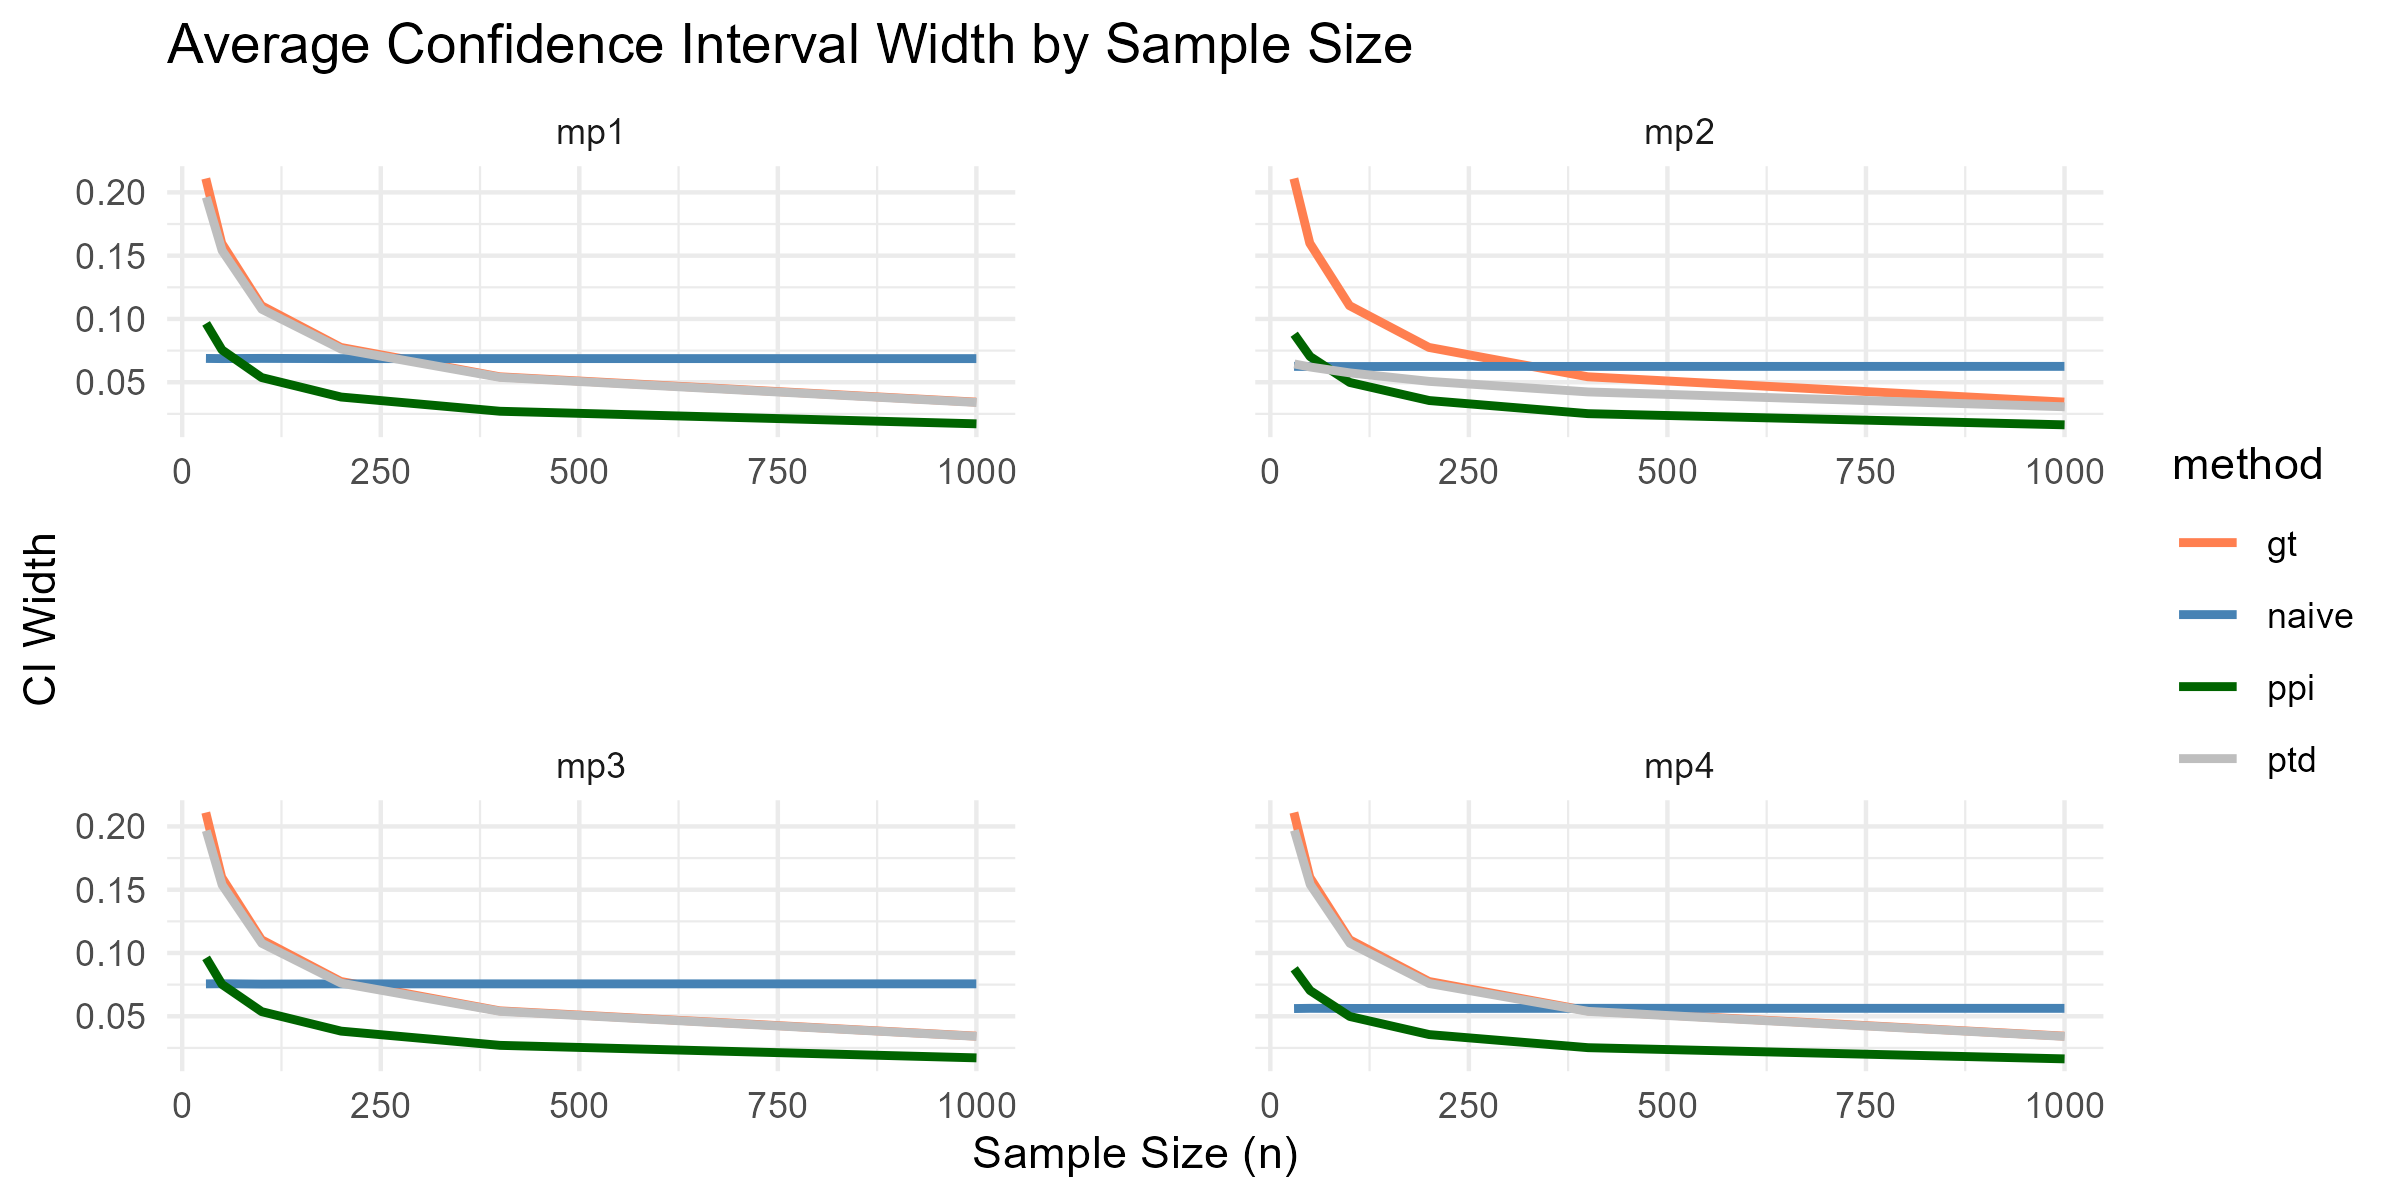 Average Confidence Interval Width by Sample Size
mp1
mp2
0.20
0.15
0.10
0.05
0 250 500 750 1000
0 250 500 750 1000
CI Width
mp3
mp4
0.20
0.15
0.10
0.05
0 250 500 750 1000
0 250 500 750 1000
Sample Size (n)
method
gt
naive
ppi
ptd